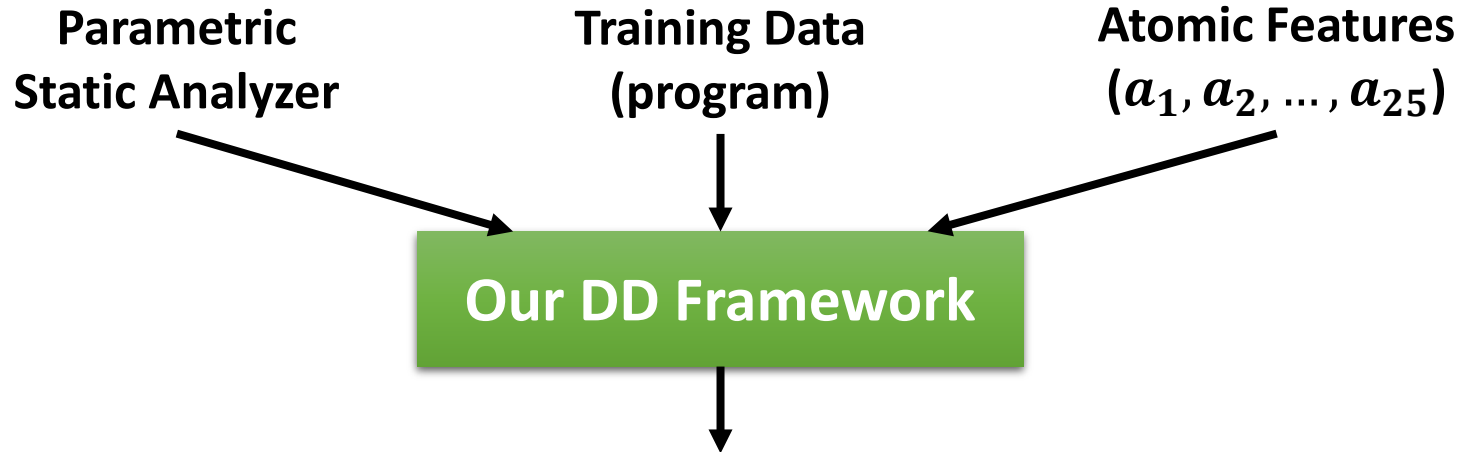 Parametric
Static Analyzer
Training Data
(program)
Atomic Features
(𝒂₁, 𝒂₂, … , 𝒂₂₅)
Our DD Framework